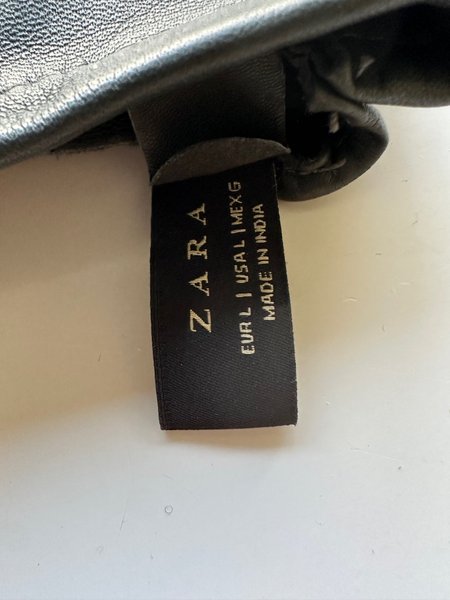 ZARA
EUR L | USA L | MEX G
MADE IN INDIA